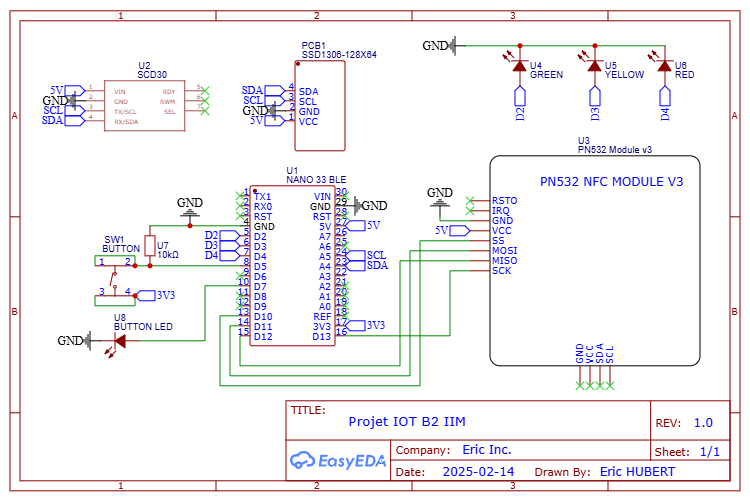 1
2
3
A
B
A
B
1
2
3
U2
SCD30
5V
GND
SCL
SDA
1
2
3
4
VIN
GND
TX/SCL
RX/SDA
RDY
RWM
SEL
5
6
7
PCB1
SSD1306-128X64
SDA
SCL
GND
5V
4
3
2
1
SDA
SCL
GND
VCC
GND
U4
GREEN
U5
YELLOW
U6
RED
D2
D3
D4
U3
PN532 Module v3
PN532 NFC MODULE V3
RSTO
IRQ
GND
VCC
SS
MOSI
MISO
SCK
GND
5V
GND
VCC
SDA
SCL
U1
NANO 33 BLE
1
2
3
4
5
6
7
8
9
10
11
12
13
14
15
TX1
RX0
RST
GND
D2
D3
D4
D5
D6
D7
D8
D9
D10
D11
D12
30
29
28
27
26
25
24
23
22
21
20
19
18
17
16
VIN
GND
RST
5V
A7
A6
A5
A4
A3
A2
A1
A0
REF
3V3
D13
GND
5V
SCL
SDA
3V3
D2
D3
D4
GND
U7
10kΩ
SW1
BUTTON
1
2
3
4
3V3
U8
BUTTON LED
GND
TITLE:
Projet IOT B2 IIM
REV: 1.0
EasyEDA
Company: Eric Inc.
Sheet: 1/1
Date: 2025-02-14 Drawn By: Eric HUBERT